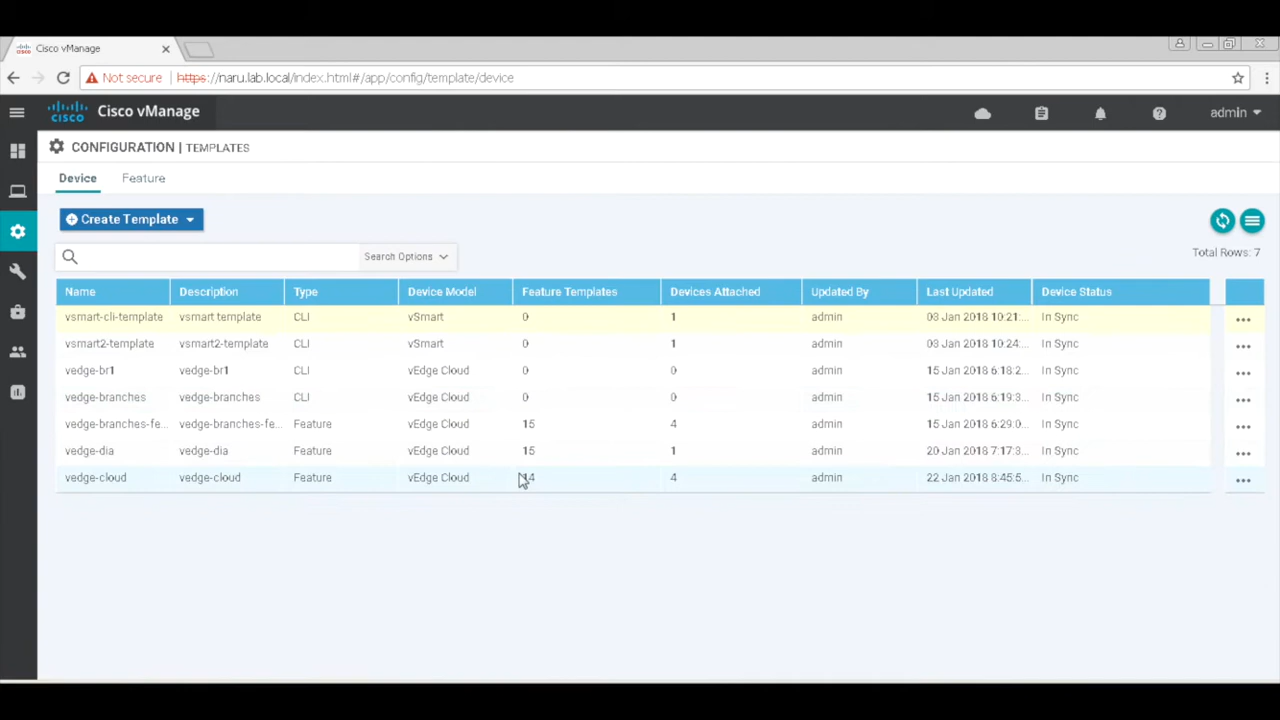 Cisco vManage
Not secure https://naru.lab.local/index.html#/app/config/template/device
CISCO Cisco vManage admin
CONFIGURATION | TEMPLATES
Device Feature
Create Template
Search Options Total Rows: 7
Name Description Type Device Model Feature Templates Devices Attached Updated By Last Updated Device Status
vsmart-cli-template vsmart template CLI vSmart 0 1 admin 03 Jan 2018 10:21:... In Sync
vsmart2-template vsmart2-template CLI vSmart 0 1 admin 03 Jan 2018 10:24:... In Sync
vedge-br1 vedge-br1 CLI vEdge Cloud 0 0 admin 15 Jan 2018 6:18:2... In Sync
vedge-branches vedge-branches CLI vEdge Cloud 0 0 admin 15 Jan 2018 6:19:3... In Sync
vedge-branches-fe... vedge-branches-fe... Feature vEdge Cloud 15 4 admin 15 Jan 2018 6:29:0... In Sync
vedge-dia vedge-dia Feature vEdge Cloud 15 1 admin 20 Jan 2018 7:17:3... In Sync
vedge-cloud vedge-cloud Feature vEdge Cloud 14 4 admin 22 Jan 2018 8:45:5... In Sync